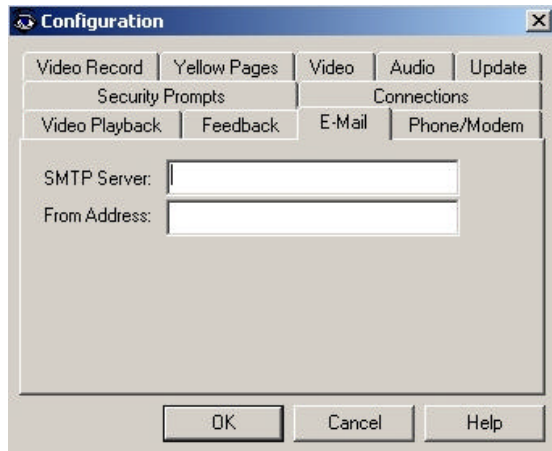 Configuration
Video Record Yellow Pages Video Audio Update
Security Prompts Connections
Video Playback Feedback E-Mail Phone/Modem
SMTP Server:
From Address:
OK Cancel Help